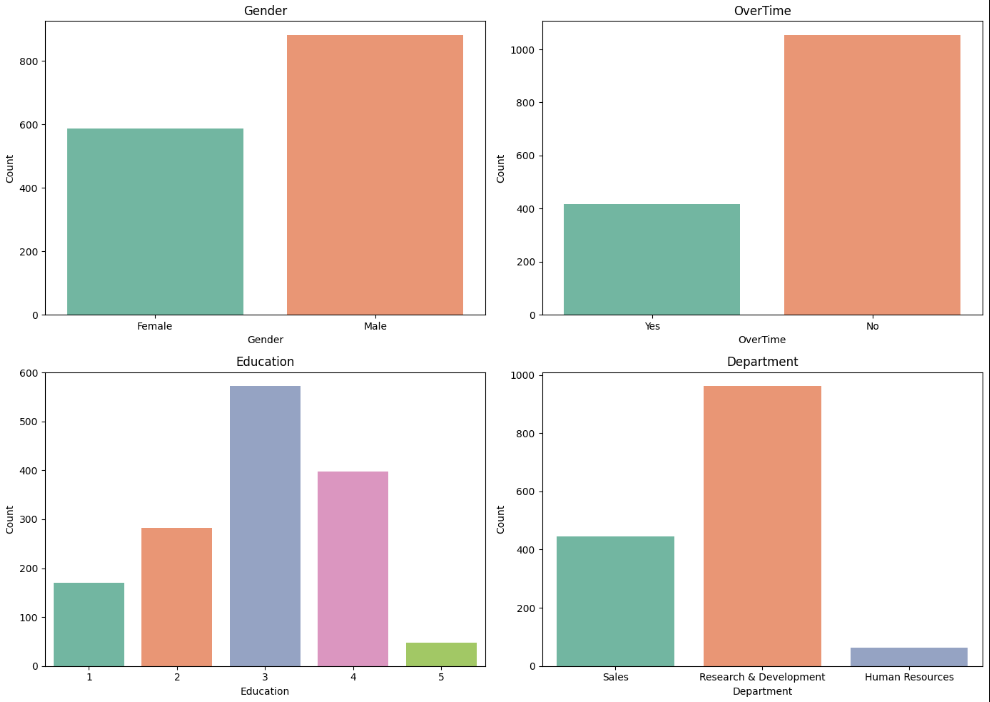 Gender
Count
800
600
400
200
0
Female Male
Gender
OverTime
Count
1000
800
600
400
200
0
Yes No
OverTime
Education
Count
600
500
400
300
200
100
0
1 2 3 4 5
Education
Department
Count
1000
800
600
400
200
0
Sales Research & Development Human Resources
Department